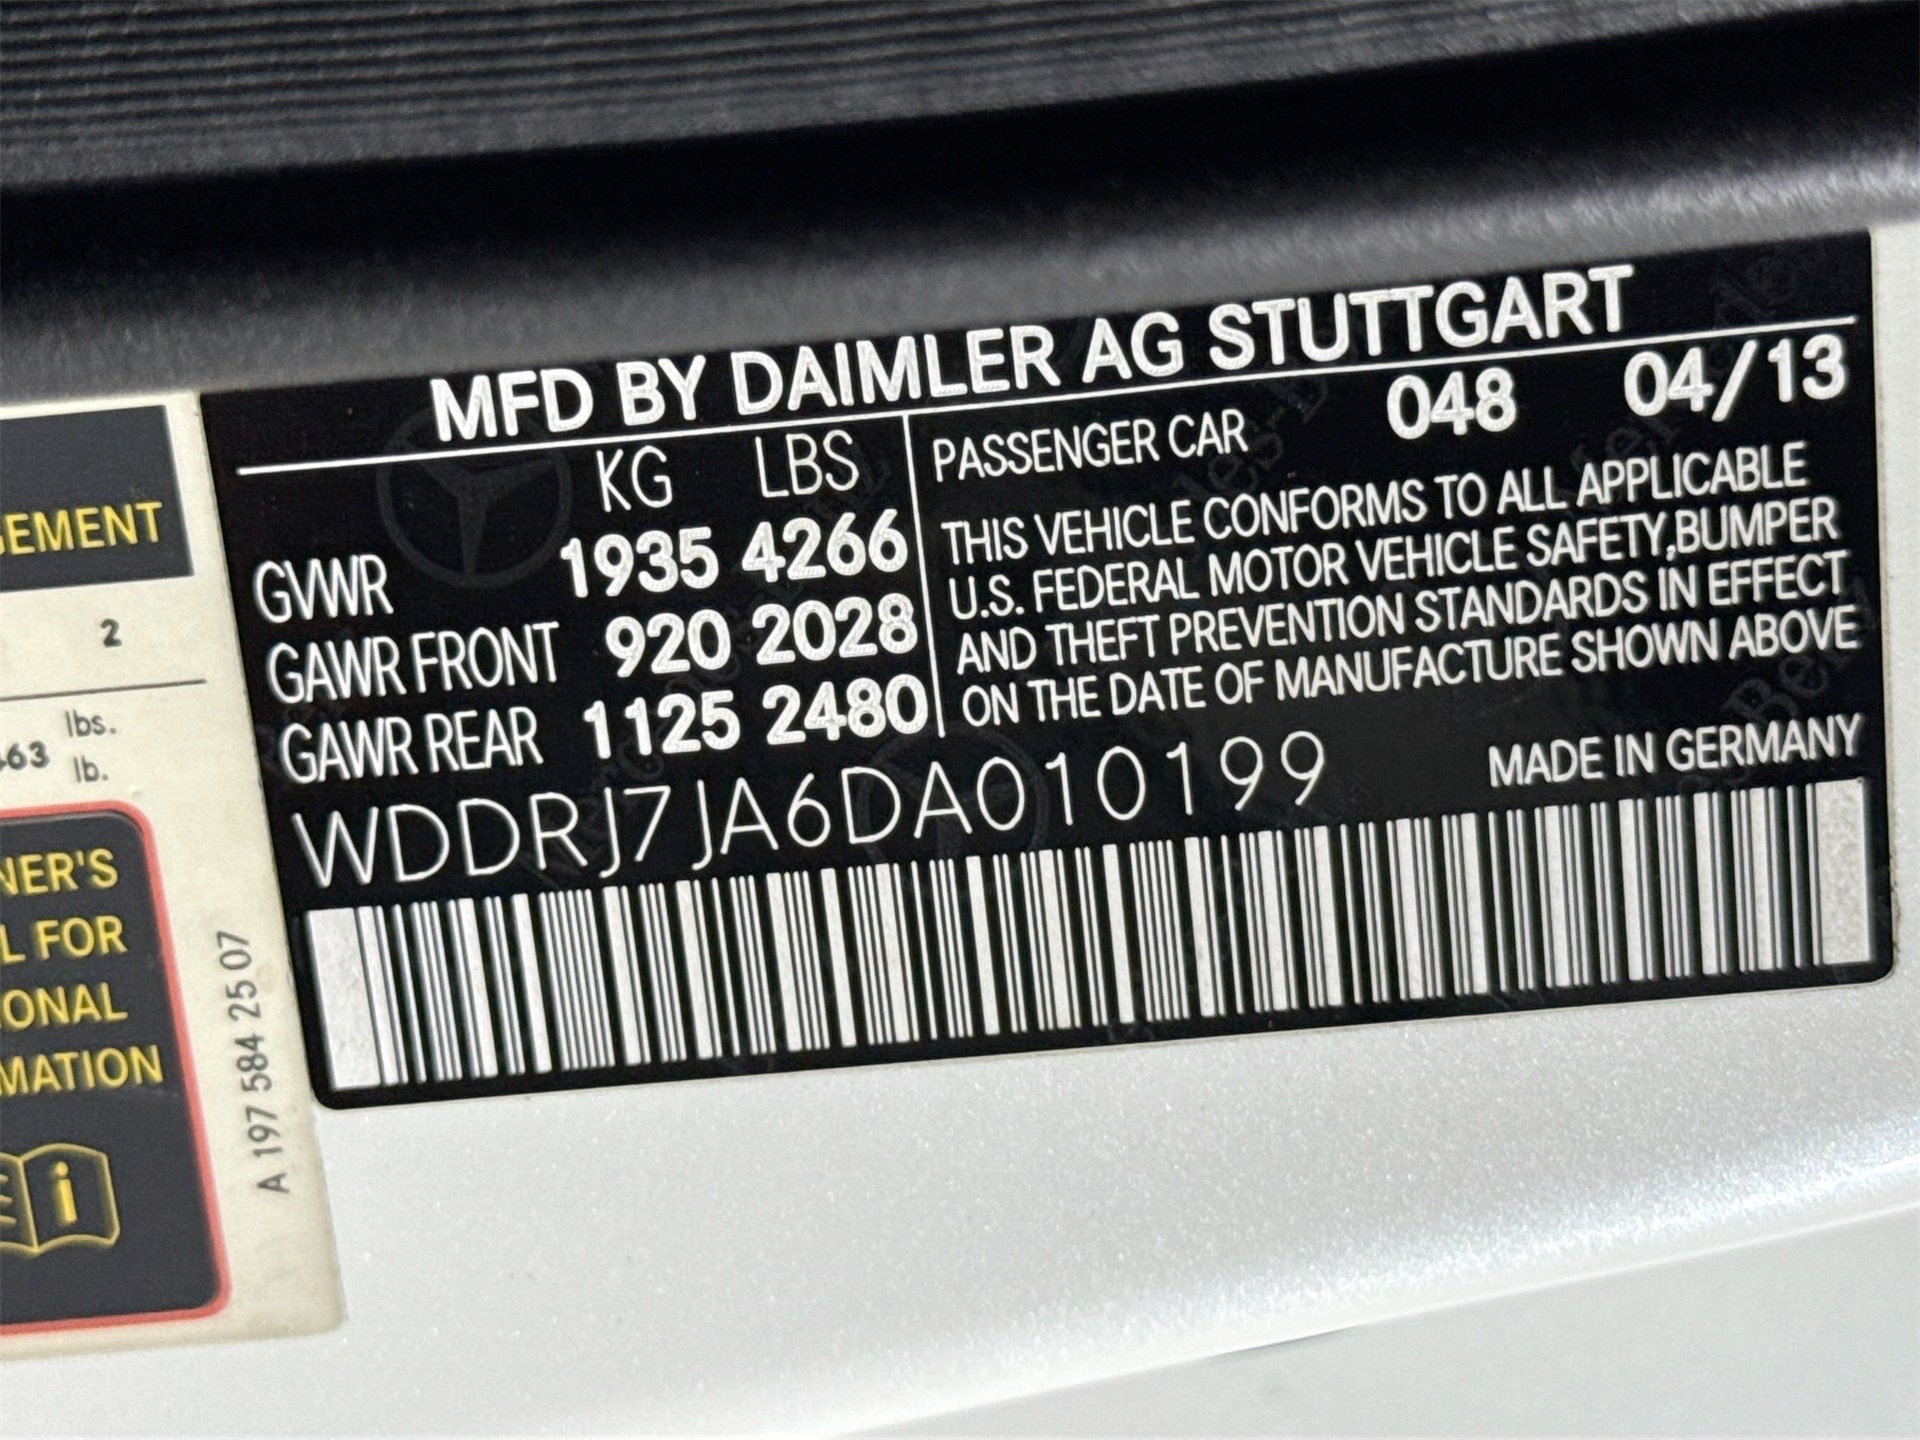 MFD BY DAIMLER AG STUTTGART
KG LBS
GVWR 1935 4266
GAWR FRONT 920 2028
GAWR REAR 1125 2480
PASSENGER CAR 048 04/13
THIS VEHICLE CONFORMS TO ALL APPLICABLE
U.S. FEDERAL MOTOR VEHICLE SAFETY,BUMPER
AND THEFT PREVENTION STANDARDS IN EFFECT
ON THE DATE OF MANUFACTURE SHOWN ABOVE
WDDRJ7JA6DA010199
MADE IN GERMANY
GEMENT
2
463 lbs.
lb.
NER'S
L FOR
IONAL
MATION
i
A 197 584 25 07